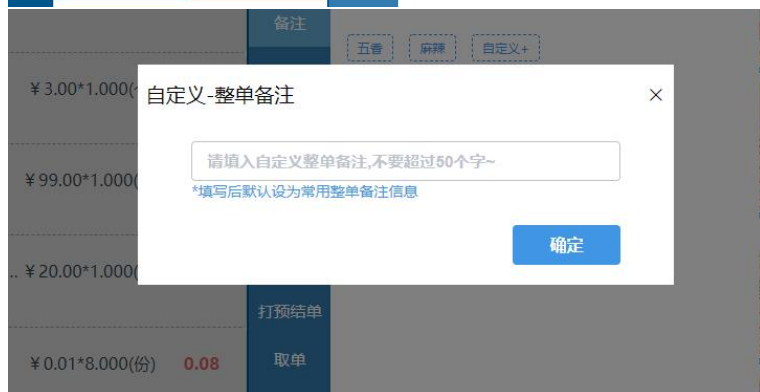 备注
五香 麻辣 自定义+
¥3.00*1.000(
自定义-整单备注
请填入自定义整单备注,不要超过50个字~
¥99.00*1.000(
*填写后默认设为常用整单备注信息
确定
.. ¥20.00*1.000(
打预结单
¥0.01*8.000(份) 0.08 取单